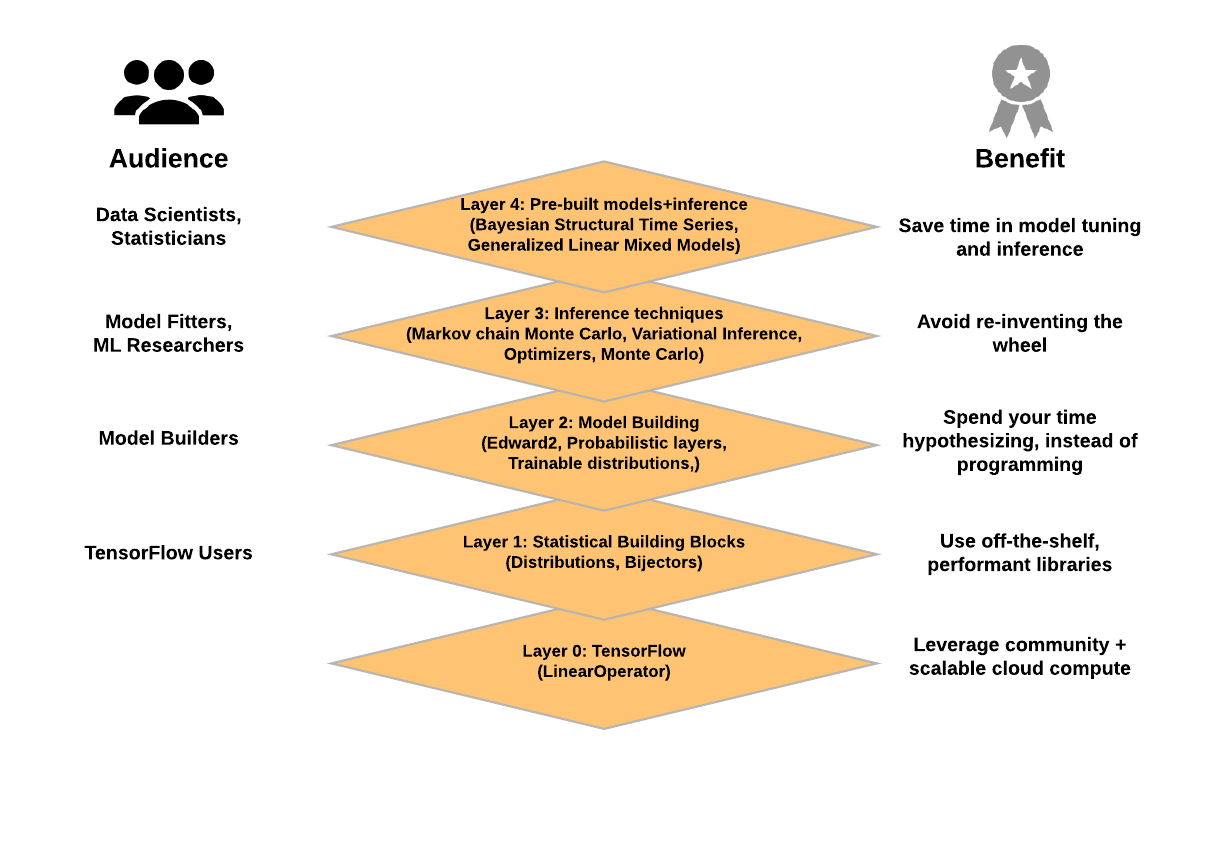 Audience
Benefit
Data Scientists,
Statisticians
Layer 4: Pre-built models+inference
(Bayesian Structural Time Series,
Generalized Linear Mixed Models)
Save time in model tuning
and inference
Model Fitters,
ML Researchers
Layer 3: Inference techniques
(Markov chain Monte Carlo, Variational Inference,
Optimizers, Monte Carlo)
Avoid re-inventing the
wheel
Model Builders
Layer 2: Model Building
(Edward2, Probabilistic layers,
Trainable distributions,)
Spend your time
hypothesizing, instead of
programming
TensorFlow Users
Layer 1: Statistical Building Blocks
(Distributions, Bijectors)
Use off-the-shelf,
performant libraries
Layer 0: TensorFlow
(LinearOperator)
Leverage community +
scalable cloud compute